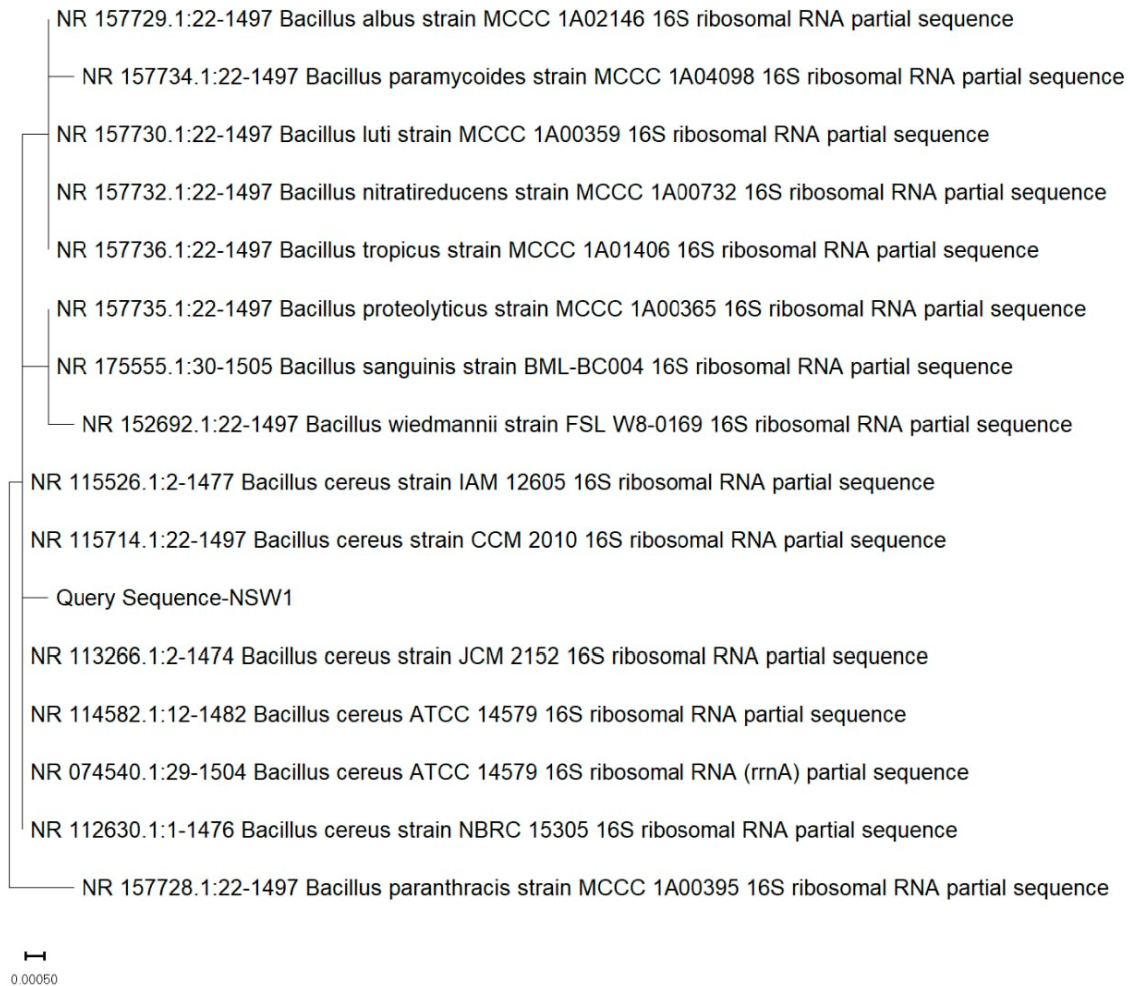 NR 157729.1:22-1497 Bacillus albus strain MCCC 1A02146 16S ribosomal RNA partial sequence
NR 157734.1:22-1497 Bacillus paramycoides strain MCCC 1A04098 16S ribosomal RNA partial sequence
NR 157730.1:22-1497 Bacillus luti strain MCCC 1A00359 16S ribosomal RNA partial sequence
NR 157732.1:22-1497 Bacillus nitratireducens strain MCCC 1A00732 16S ribosomal RNA partial sequence
NR 157736.1:22-1497 Bacillus tropicus strain MCCC 1A01406 16S ribosomal RNA partial sequence
NR 157735.1:22-1497 Bacillus proteolyticus strain MCCC 1A00365 16S ribosomal RNA partial sequence
NR 175555.1:30-1505 Bacillus sanguinis strain BML-BC004 16S ribosomal RNA partial sequence
NR 152692.1:22-1497 Bacillus wiedmannii strain FSL W8-0169 16S ribosomal RNA partial sequence
NR 115526.1:2-1477 Bacillus cereus strain IAM 12605 16S ribosomal RNA partial sequence
NR 115714.1:22-1497 Bacillus cereus strain CCM 2010 16S ribosomal RNA partial sequence
Query Sequence-NSW1
NR 113266.1:2-1474 Bacillus cereus strain JCM 2152 16S ribosomal RNA partial sequence
NR 114582.1:12-1482 Bacillus cereus ATCC 14579 16S ribosomal RNA partial sequence
NR 074540.1:29-1504 Bacillus cereus ATCC 14579 16S ribosomal RNA (rrnA) partial sequence
NR 112630.1:1-1476 Bacillus cereus strain NBRC 15305 16S ribosomal RNA partial sequence
NR 157728.1:22-1497 Bacillus paranthracis strain MCCC 1A00395 16S ribosomal RNA partial sequence
0.00050